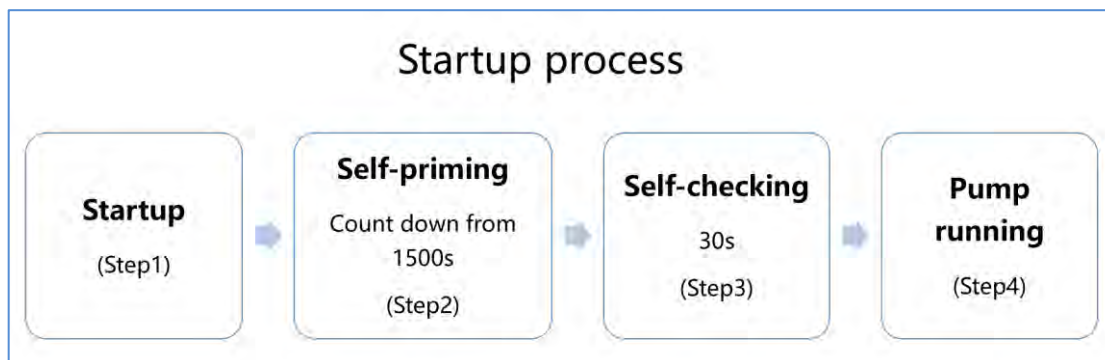 Startup process
Startup
(Step1)
Self-priming
Count down from
1500s
(Step2)
Self-checking
30s
(Step3)
Pump
running
(Step4)